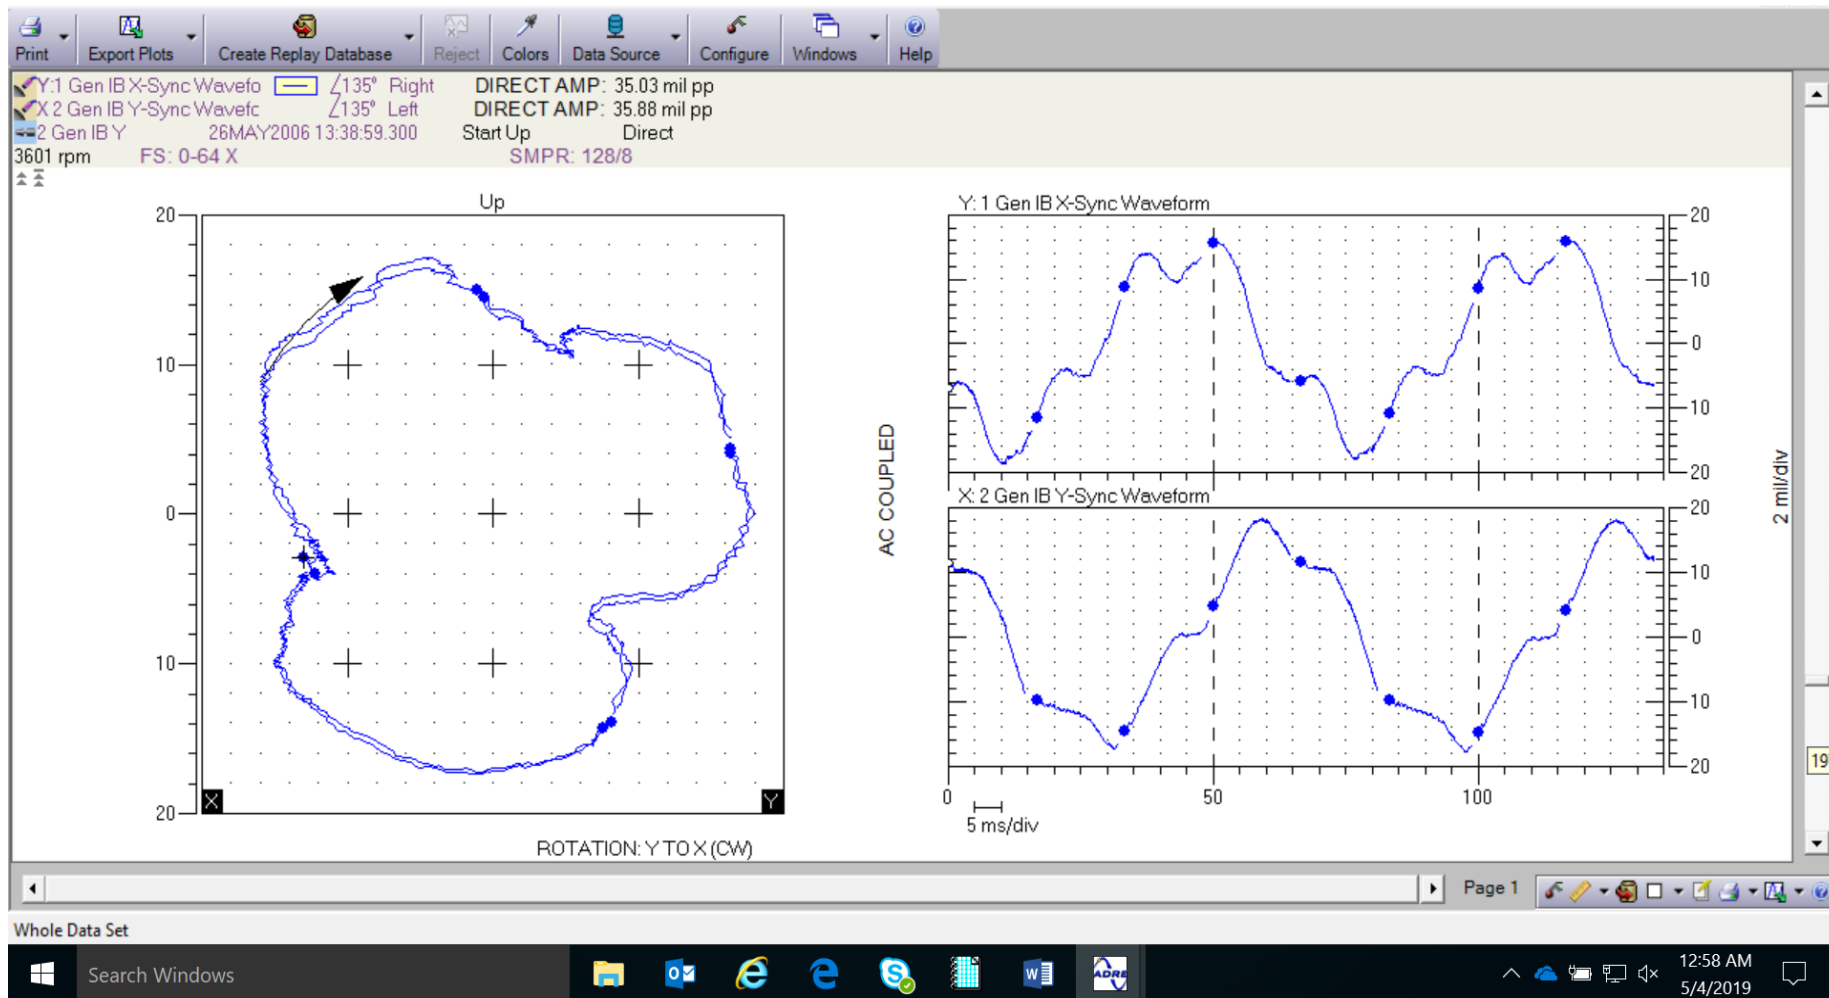 Print Export Plots Create Replay Database Reject Colors Data Source Configure Windows Help
Y:1 Gen IB X-Sync Wavefo ∠135° Right DIRECT AMP: 35.03 mil pp
X 2 Gen IB Y-Sync Wavefc ∠135° Left DIRECT AMP: 35.88 mil pp
2 Gen IB Y 26MAY2006 13:38:59.300 Start Up Direct
3601 rpm FS: 0-64 X SMPR: 128/8
Up
20
10
0
10
20
X
Y
ROTATION: Y TO X (CW)
AC COUPLED
Y: 1 Gen IB X-Sync Waveform
20
10
0
10
20
X: 2 Gen IB Y-Sync Waveform
20
10
0
10
20
2 mil/div
0 50 100
5 ms/div
19
Page 1
Whole Data Set
Search Windows
ADRE
12:58 AM
5/4/2019